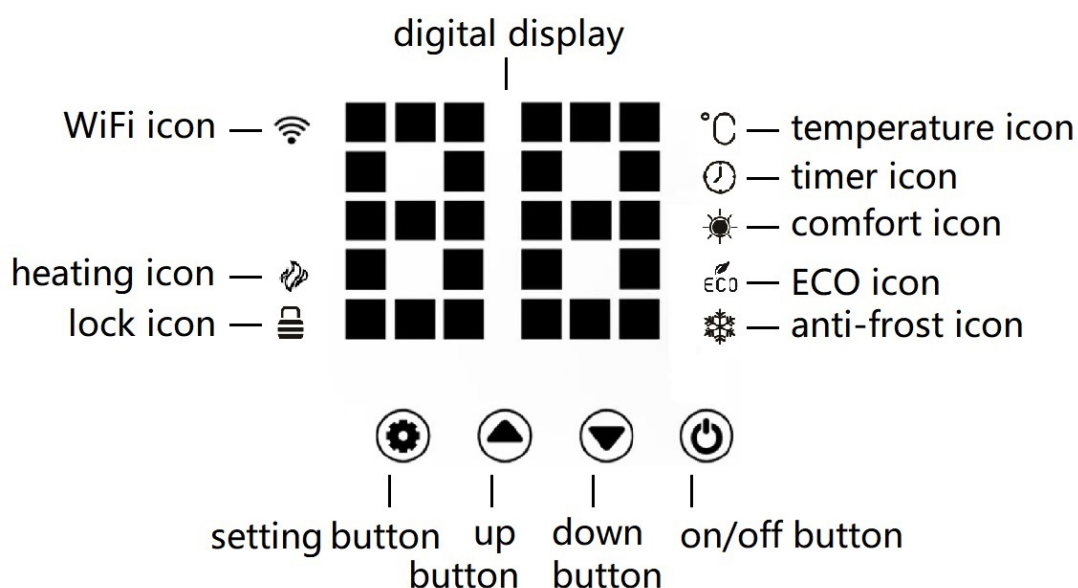 digital display
WiFi icon
°C
temperature icon
timer icon
comfort icon
heating icon
ECO
ECO icon
lock icon
anti-frost icon
setting button
up button
down button
on/off button